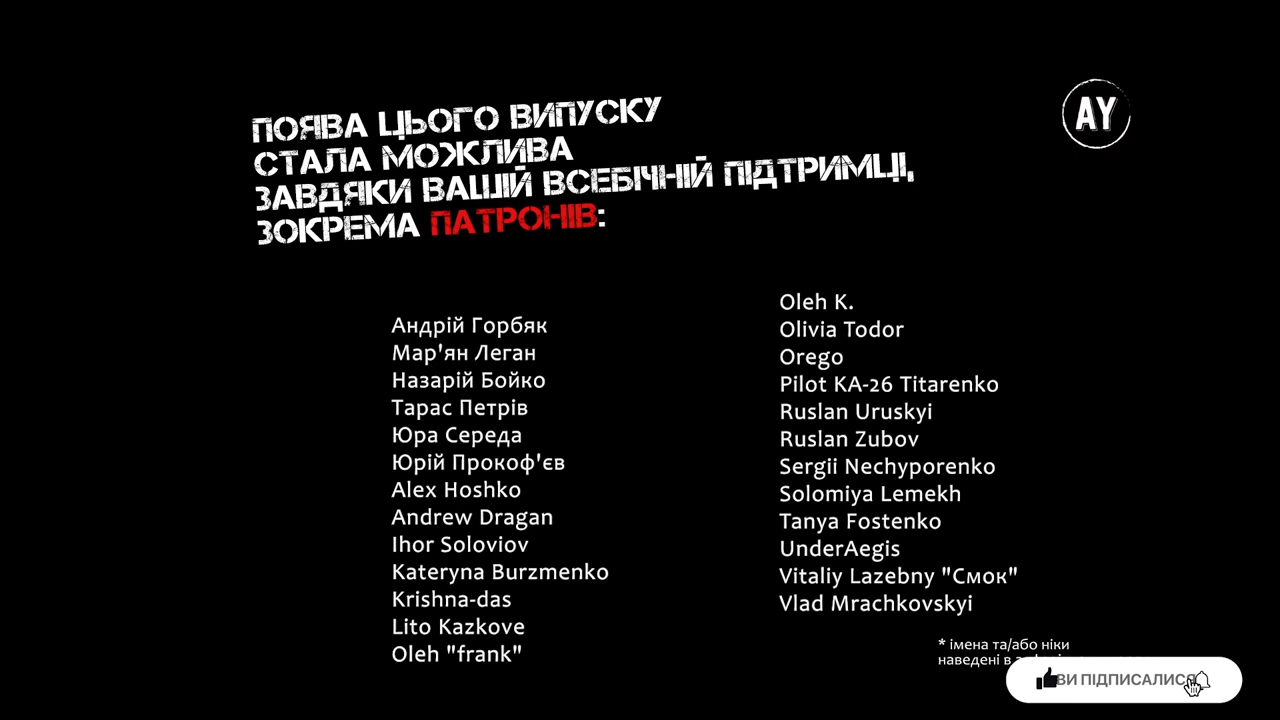 ПОЯВА ЦЬОГО ВИПУСКУ
СТАЛА МОЖЛИВА
ЗАВДЯКИ ВАШІЙ ВСЕБІЧНІЙ ПІДТРИМЦІ,
ЗОКРЕМА ПАТРОНІВ:
АУ
Андрій Горбяк
Мар'ян Леган
Назарій Бойко
Тарас Петрів
Юра Середа
Юрій Прокоф'єв
Alex Hoshko
Andrew Dragan
Ihor Soloviov
Kateryna Burzmenko
Krishna-das
Lito Kazkove
Oleh "frank"
Oleh K.
Olivia Todor
Orego
Pilot KA-26 Titarenko
Ruslan Uruskyi
Ruslan Zubov
Sergii Nechyporenko
Solomiya Lemekh
Tanya Fostenko
UnderAegis
Vitaliy Lazebny "Смок"
Vlad Mrachkovskyi
* імена та/або ніки
наведені в
ВИ ПІДПИСАЛИСЯ